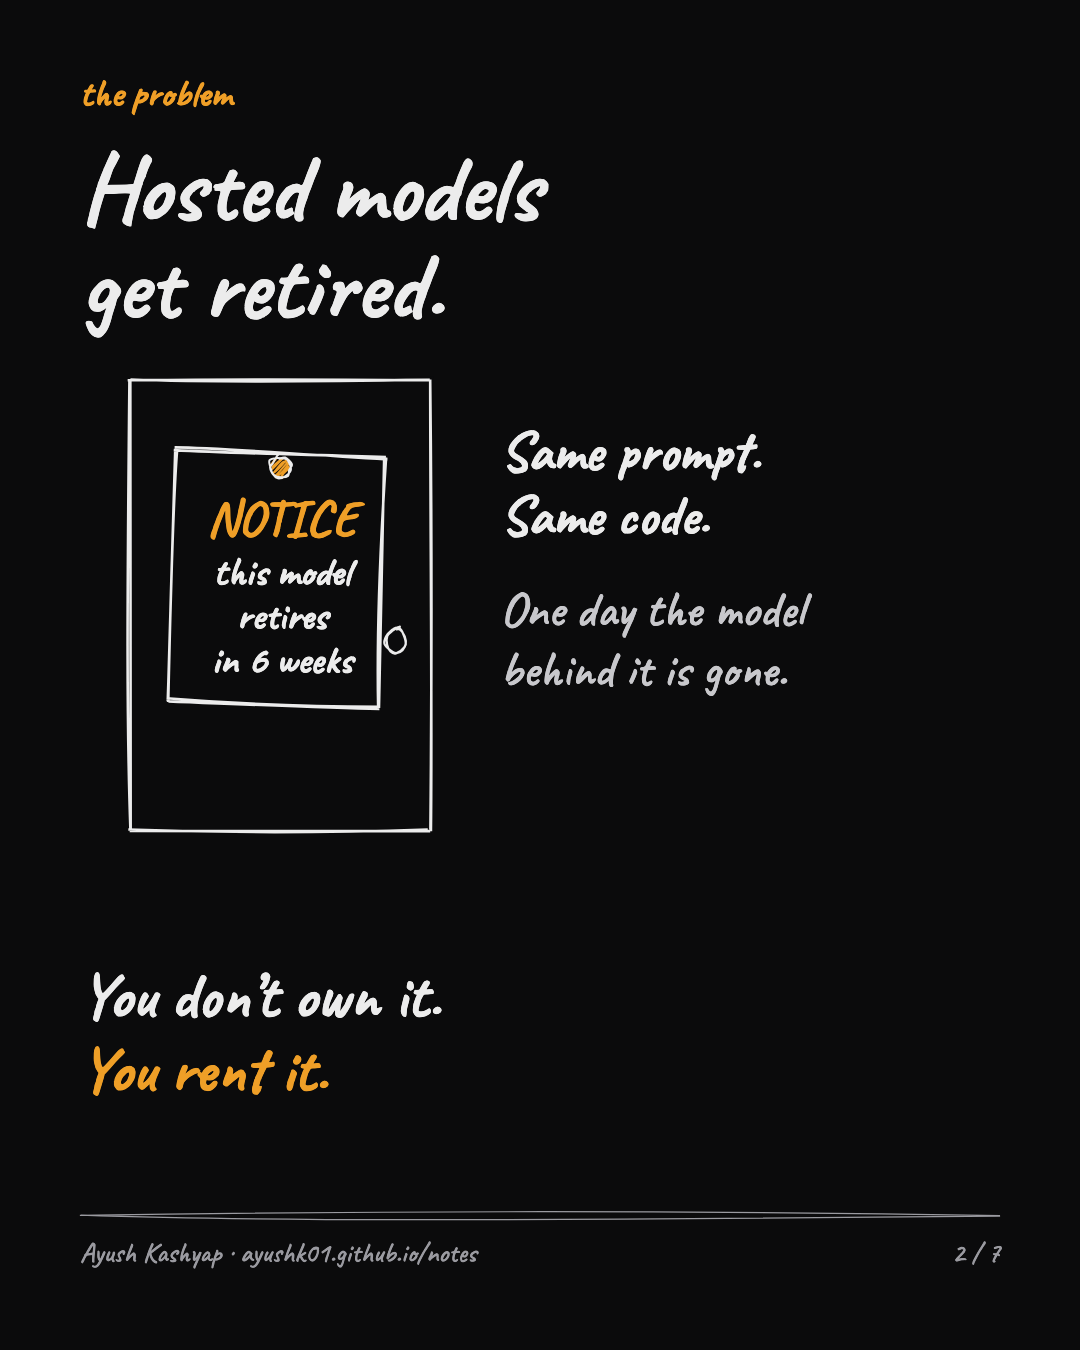 the problem
Hosted models
get retired.
NOTICE
this model
retires
in 6 weeks
Same prompt.
Same code.
One day the model
behind it is gone.
You don’t own it.
You rent it.
Ayush Kashyap · ayushk01.github.io/notes
2 / 7